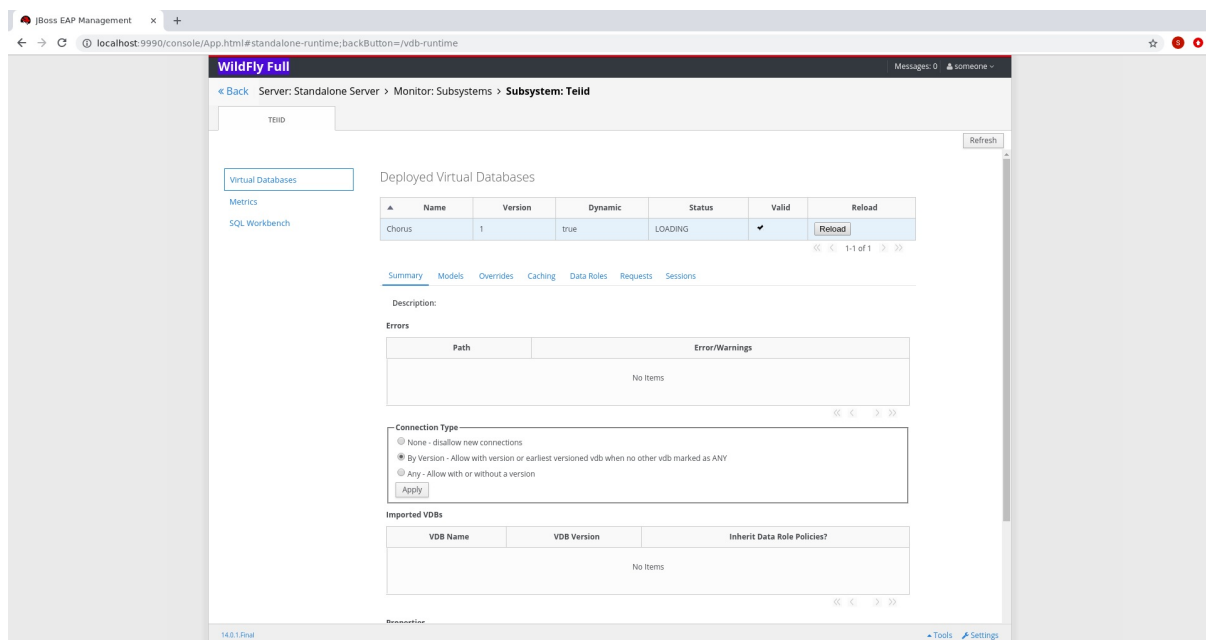 JBoss EAP Management
localhost:9990/console/App.html#standalone-runtime;backButton=/vdb-runtime
S
WildFly Full
Messages: 0 someone
« Back Server: Standalone Server > Monitor: Subsystems > Subsystem: Teiid
TEIID
Refresh
Virtual Databases
Metrics
SQL Workbench
Deployed Virtual Databases
Name Version Dynamic Status Valid Reload
Chorus 1 true LOADING Reload
1-1 of 1
Summary Models Overrides Caching Data Roles Requests Sessions
Description:
Errors
Path Error/Warnings
No Items
Connection Type
None - disallow new connections
By Version - Allow with version or earliest versioned vdb when no other vdb marked as ANY
Any - Allow with or without a version
Apply
Imported VDBs
VDB Name VDB Version Inherit Data Role Policies?
No Items
Properties
14.0.1.Final Tools Settings